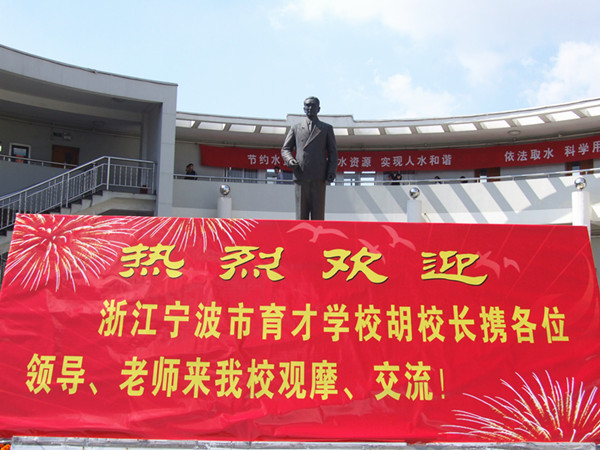 节约水 水资源 实现人水和谐 依法取水 科学用
热烈欢迎
浙江宁波市育才学校胡校长携各位
领导、老师来我校观摩、交流!